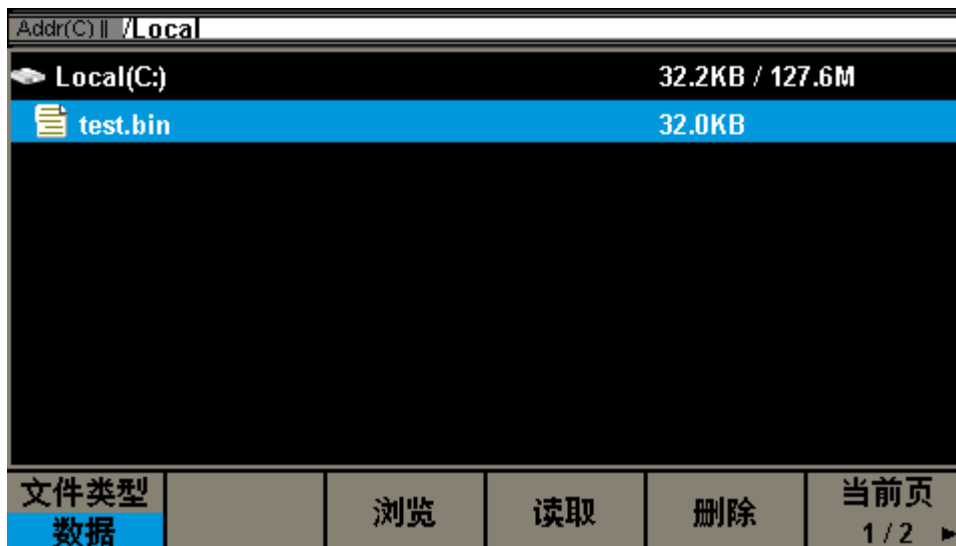 Addr(C) || /Local
Local(C:) 32.2KB / 127.6M
test.bin 32.0KB
文件类型 浏览 读取 删除 当前页
数据 1 / 2 ►